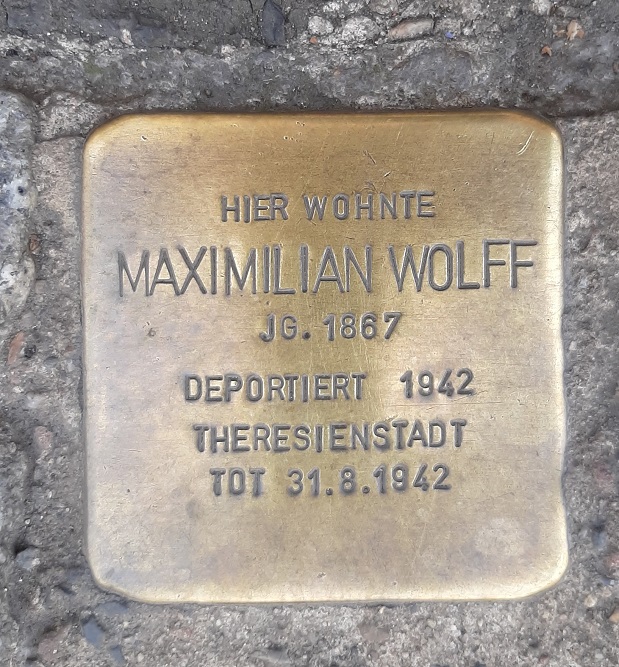 HIER WOHNTE
MAXIMILIAN WOLFF
JG. 1867
DEPORTIERT 1942
THERESIENSTADT
TOT 31.8.1942